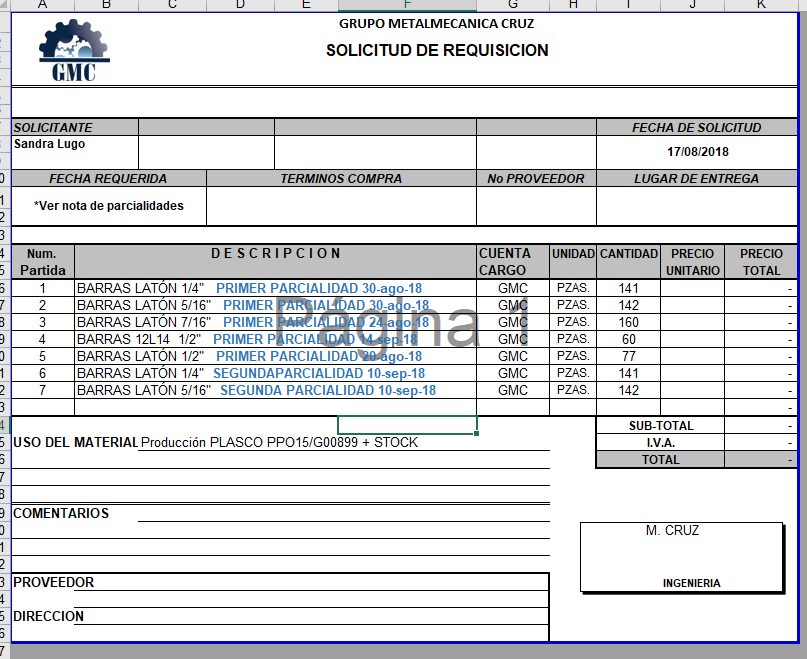 A B C D E F G H I J K
GRUPO METALMECANICA CRUZ
SOLICITUD DE REQUISICION
GMC
SOLICITANTE FECHA DE SOLICITUD
Sandra Lugo 17/08/2018
FECHA REQUERIDA TERMINOS COMPRA No PROVEEDOR LUGAR DE ENTREGA
*Ver nota de parcialidades
Num. Partida D E S C R I P C I O N CUENTA CARGO UNIDAD CANTIDAD PRECIO UNITARIO PRECIO TOTAL
1 BARRAS LATÓN 1/4" PRIMER PARCIALIDAD 30-ago-18 GMC PZAS. 141 -
2 BARRAS LATÓN 5/16" PRIMER PARCIALIDAD 30-ago-18 GMC PZAS. 142 -
3 BARRAS LATÓN 7/16" PRIMER PARCIALIDAD 24-ago-18 GMC PZAS. 160 -
4 BARRAS 12L14 1/2" PRIMER PARCIALIDAD 14-sep-18 GMC PZAS. 60 -
5 BARRAS LATÓN 1/2" PRIMER PARCIALIDAD 20-ago-18 GMC PZAS. 77 -
6 BARRAS LATÓN 1/4" SEGUNDAPARCIALIDAD 10-sep-18 GMC PZAS. 141 -
7 BARRAS LATÓN 5/16" SEGUNDA PARCIALIDAD 10-sep-18 GMC PZAS. 142 -
-
Página 1
SUB-TOTAL -
USO DEL MATERIAL Producción PLASCO PPO15/G00899 + STOCK I.V.A. -
TOTAL -
COMENTARIOS
M. CRUZ
PROVEEDOR INGENIERIA
DIRECCION